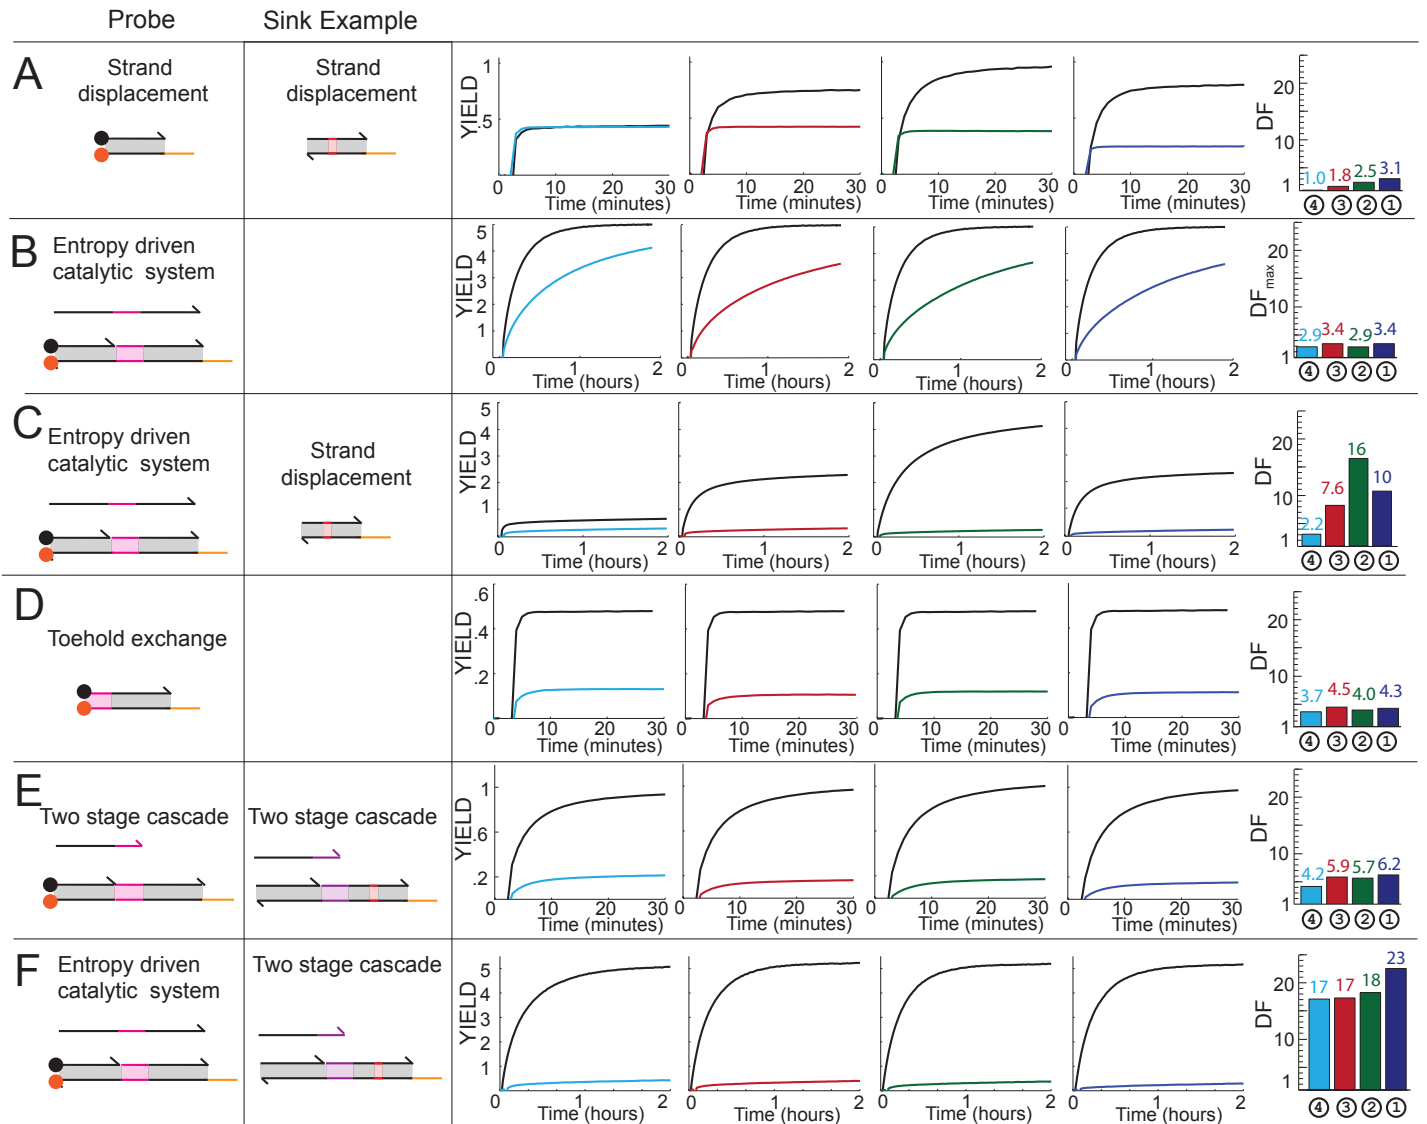 Probe
Sink Example
A
Strand
displacement
Strand
displacement
YIELD
1
.5
0
10
20
30
Time (minutes)
0
10
20
30
Time (minutes)
0
10
20
30
Time (minutes)
0
10
20
30
Time (minutes)
DF
20
10
1
1.0
1.8
2.5
3.1
4
3
2
1
B
Entropy driven
catalytic system
YIELD
5
4
3
2
1
0
1
2
Time (hours)
0
1
2
Time (hours)
0
1
2
Time (hours)
0
1
2
Time (hours)
DFmax
20
10
1
2.9
3.4
2.9
3.4
4
3
2
1
C
Entropy driven
catalytic system
Strand
displacement
YIELD
5
4
3
2
1
0
1
2
Time (hours)
0
1
2
Time (hours)
0
1
2
Time (hours)
0
1
2
Time (hours)
DF
20
10
1
2.2
7.6
16
10
4
3
2
1
D
Toehold exchange
YIELD
.6
.4
.2
0
10
20
30
Time (minutes)
0
10
20
30
Time (minutes)
0
10
20
30
Time (minutes)
0
10
20
30
Time (minutes)
DF
20
10
1
3.7
4.5
4.0
4.3
4
3
2
1
E
Two stage cascade
Two stage cascade
YIELD
1
.6
.2
0
10
20
30
Time (minutes)
0
10
20
30
Time (minutes)
0
10
20
30
Time (minutes)
0
10
20
30
Time (minutes)
DF
20
10
1
4.2
5.9
5.7
6.2
4
3
2
1
F
Entropy driven
catalytic system
Two stage cascade
YIELD
5
4
3
2
1
0
1
2
Time (hours)
0
1
2
Time (hours)
0
1
2
Time (hours)
0
1
2
Time (hours)
DF
20
10
1
17
17
18
23
4
3
2
1